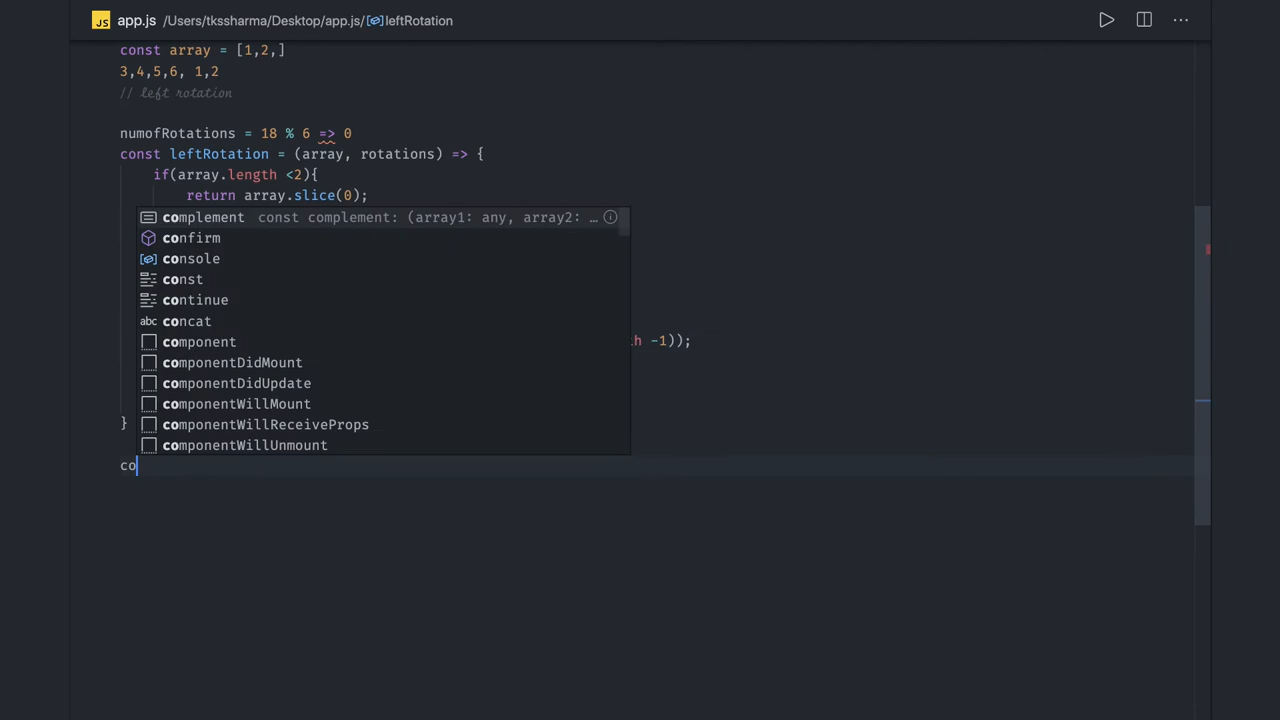 JS app.js /Users/tkssharma/Desktop/app.js/leftRotation
const array = [1,2,]
3,4,5,6, 1,2
// left rotation
numofRotations = 18 % 6 => 0
const leftRotation = (array, rotations) => {
if(array.length <2){
return array.slice(0);
complement const complement: (array1: any, array2: …
confirm
console
const
continue
abc concat
component
-1));
componentDidMount
componentDidUpdate
componentWillMount
componentWillReceiveProps
}
componentWillUnmount
co